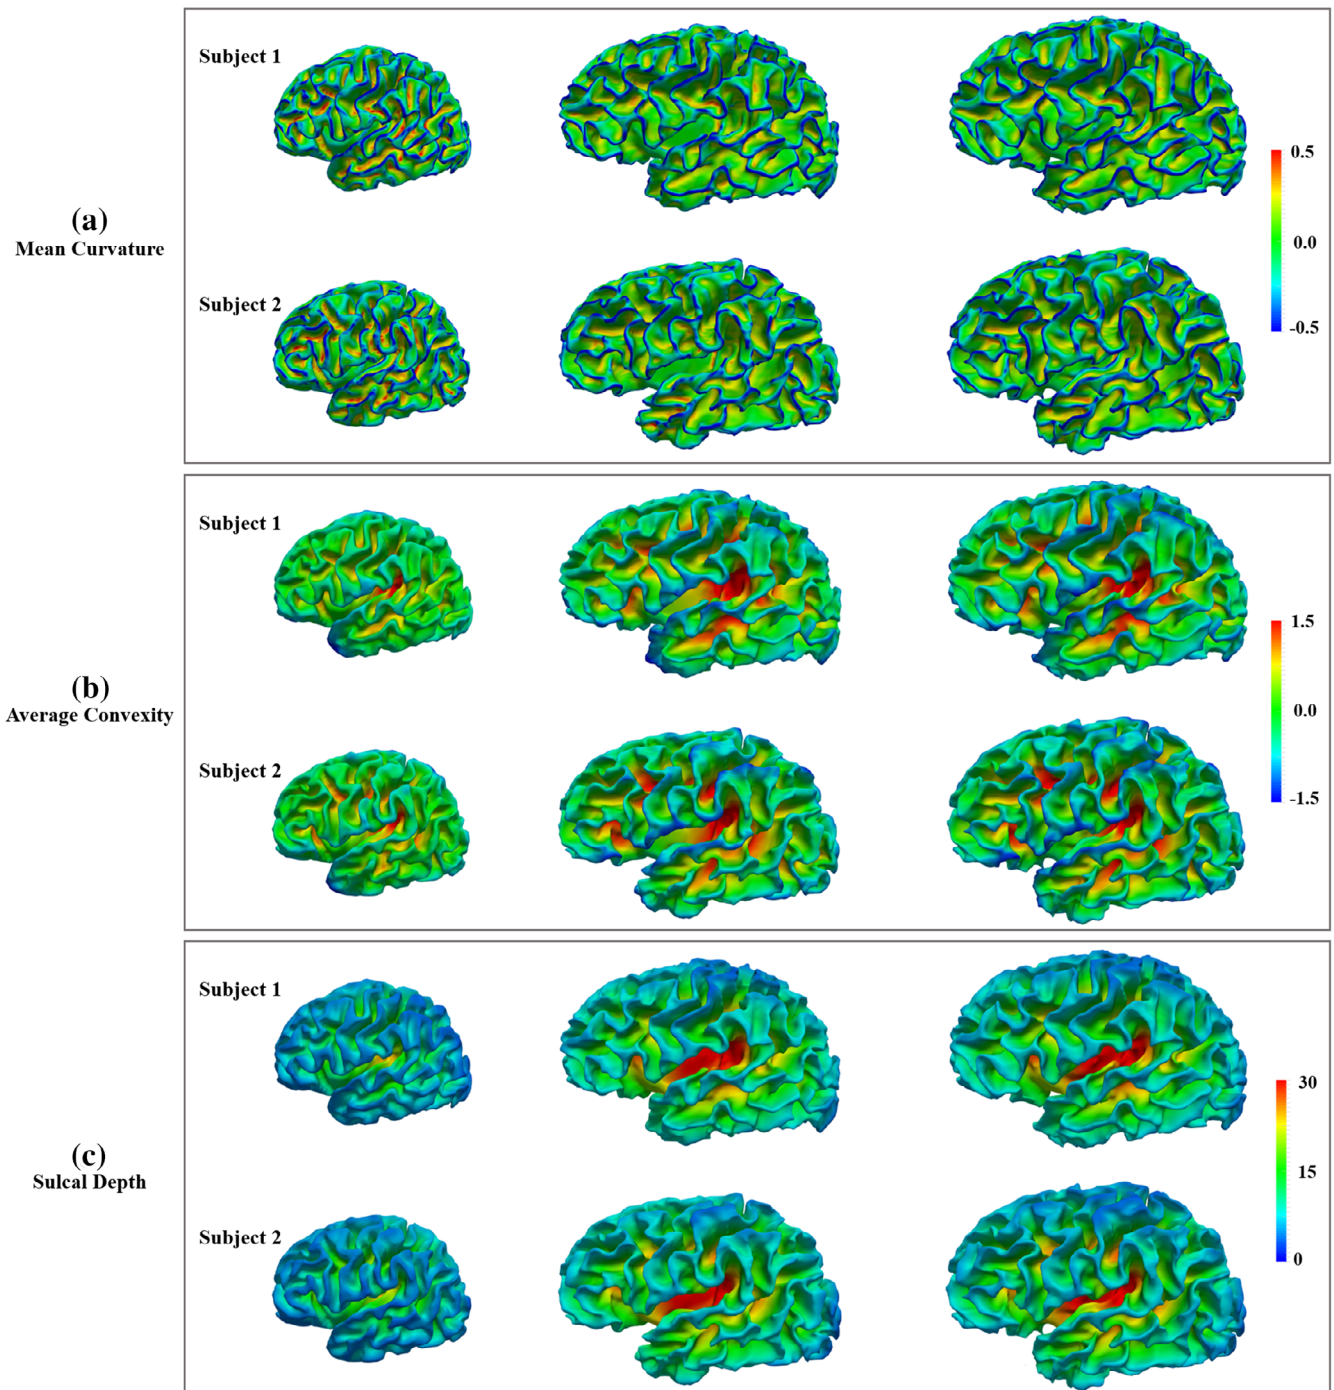 Subject 1
0.5
(a)
Mean Curvature
0.0
Subject 2
-0.5
Subject 1
1.5
(b)
Average Convexity
0.0
Subject 2
-1.5
Subject 1
30
(c)
Sulcal Depth
15
Subject 2
0